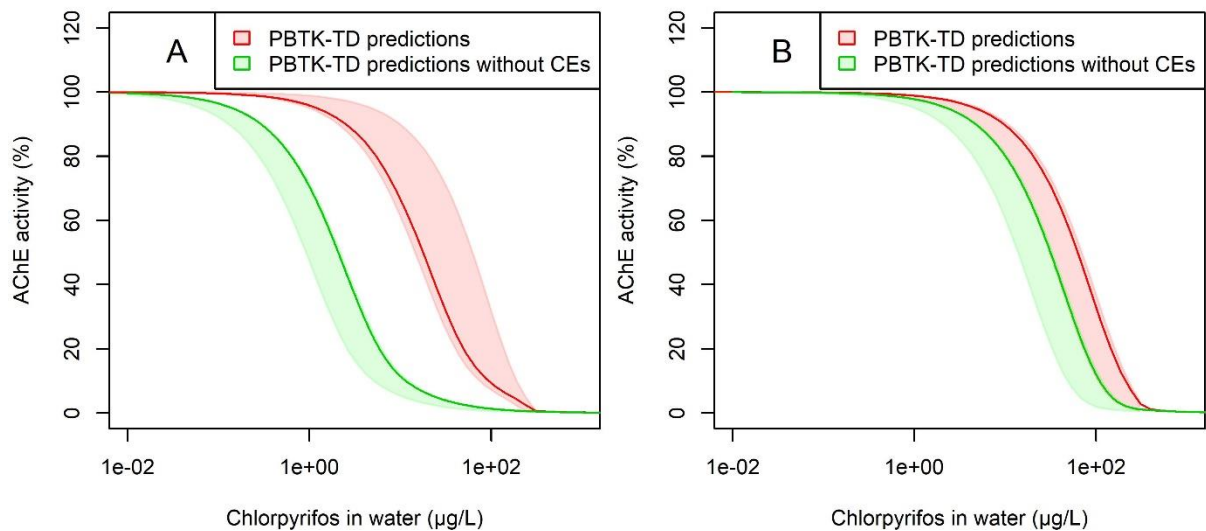 A
PBTK-TD predictions
PBTK-TD predictions without CEs
AChE activity (%)
120
100
80
60
40
20
0
1e-02 1e+00 1e+02
Chlorpyrifos in water (µg/L)
B
PBTK-TD predictions
PBTK-TD predictions without CEs
AChE activity (%)
120
100
80
60
40
20
0
1e-02 1e+00 1e+02
Chlorpyrifos in water (µg/L)